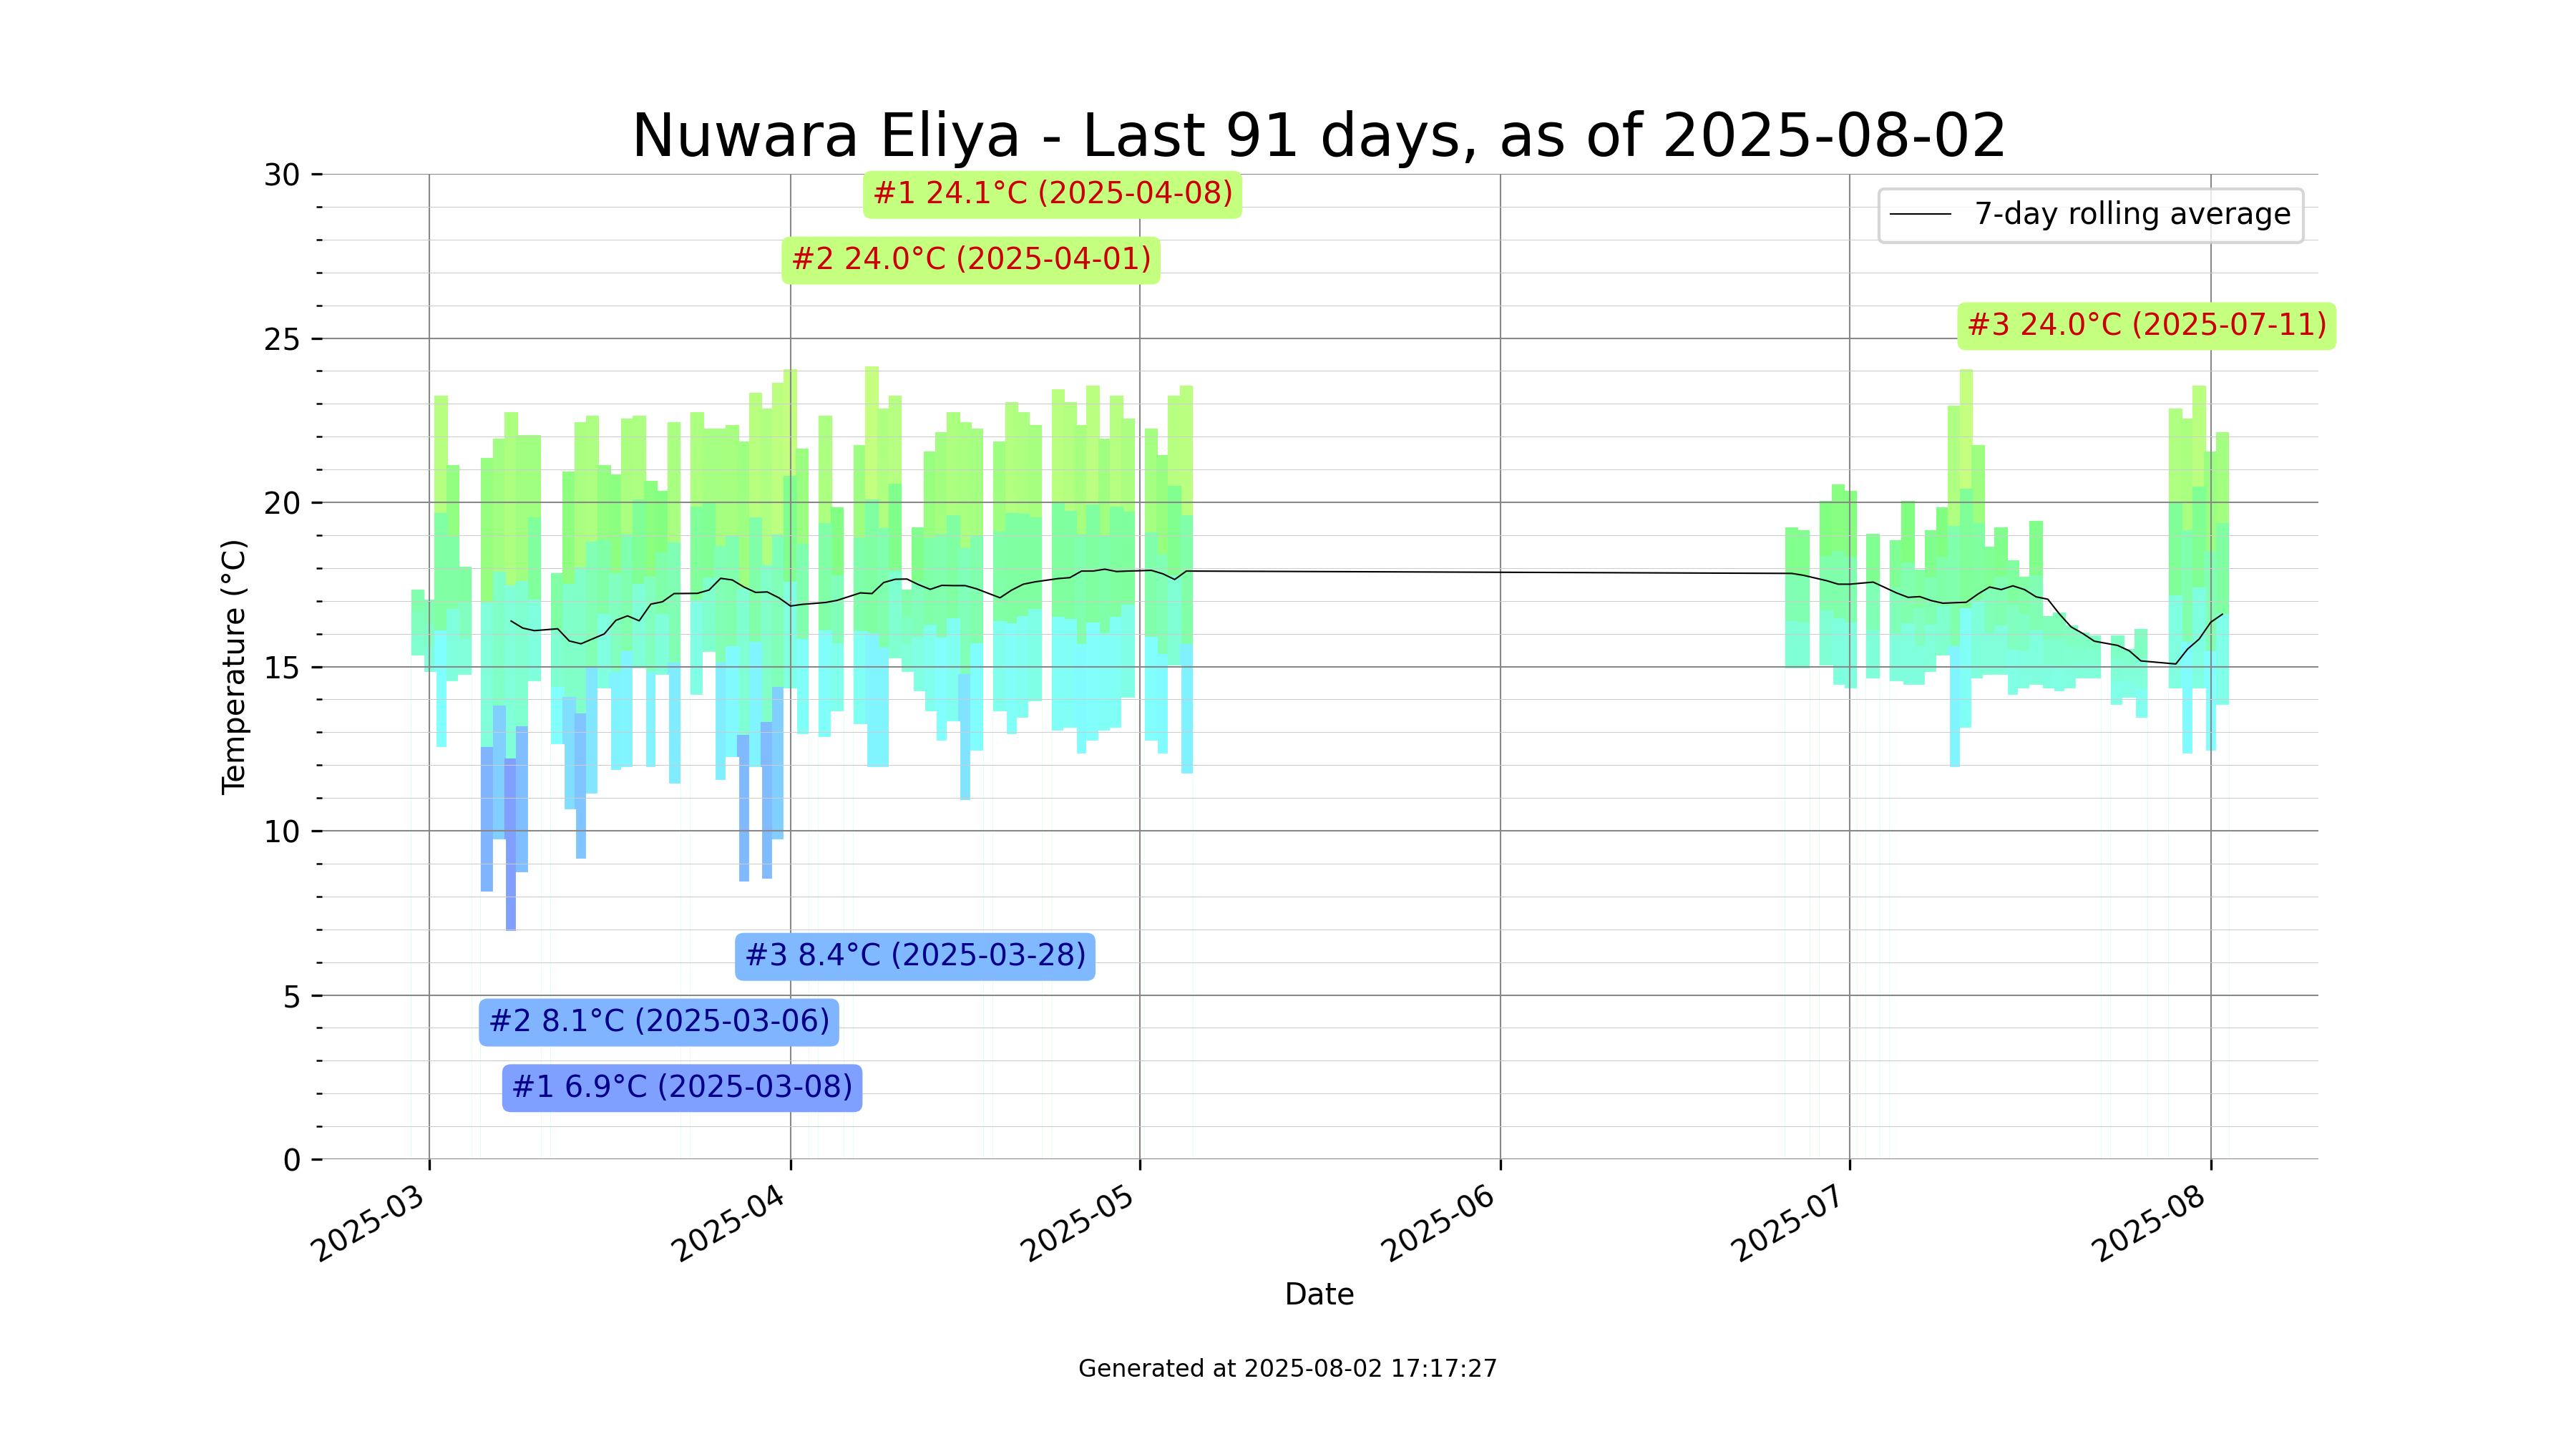 Nuwara Eliya - Last 91 days, as of 2025-08-02
30
#1 24.1°C (2025-04-08)
7-day rolling average
#2 24.0°C (2025-04-01)
#3 24.0°C (2025-07-11)
25
20
Temperature (°C)
15
10
#3 8.4°C (2025-03-28)
5
#2 8.1°C (2025-03-06)
#1 6.9°C (2025-03-08)
0
2025-03
2025-04
2025-05
2025-06
2025-07
2025-08
Date
Generated at 2025-08-02 17:17:27